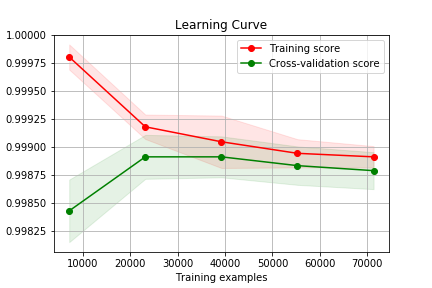 Learning Curve
1.00000
0.99975
0.99950
0.99925
0.99900
0.99875
0.99850
0.99825
Training score
Cross-validation score
10000 20000 30000 40000 50000 60000 70000
Training examples